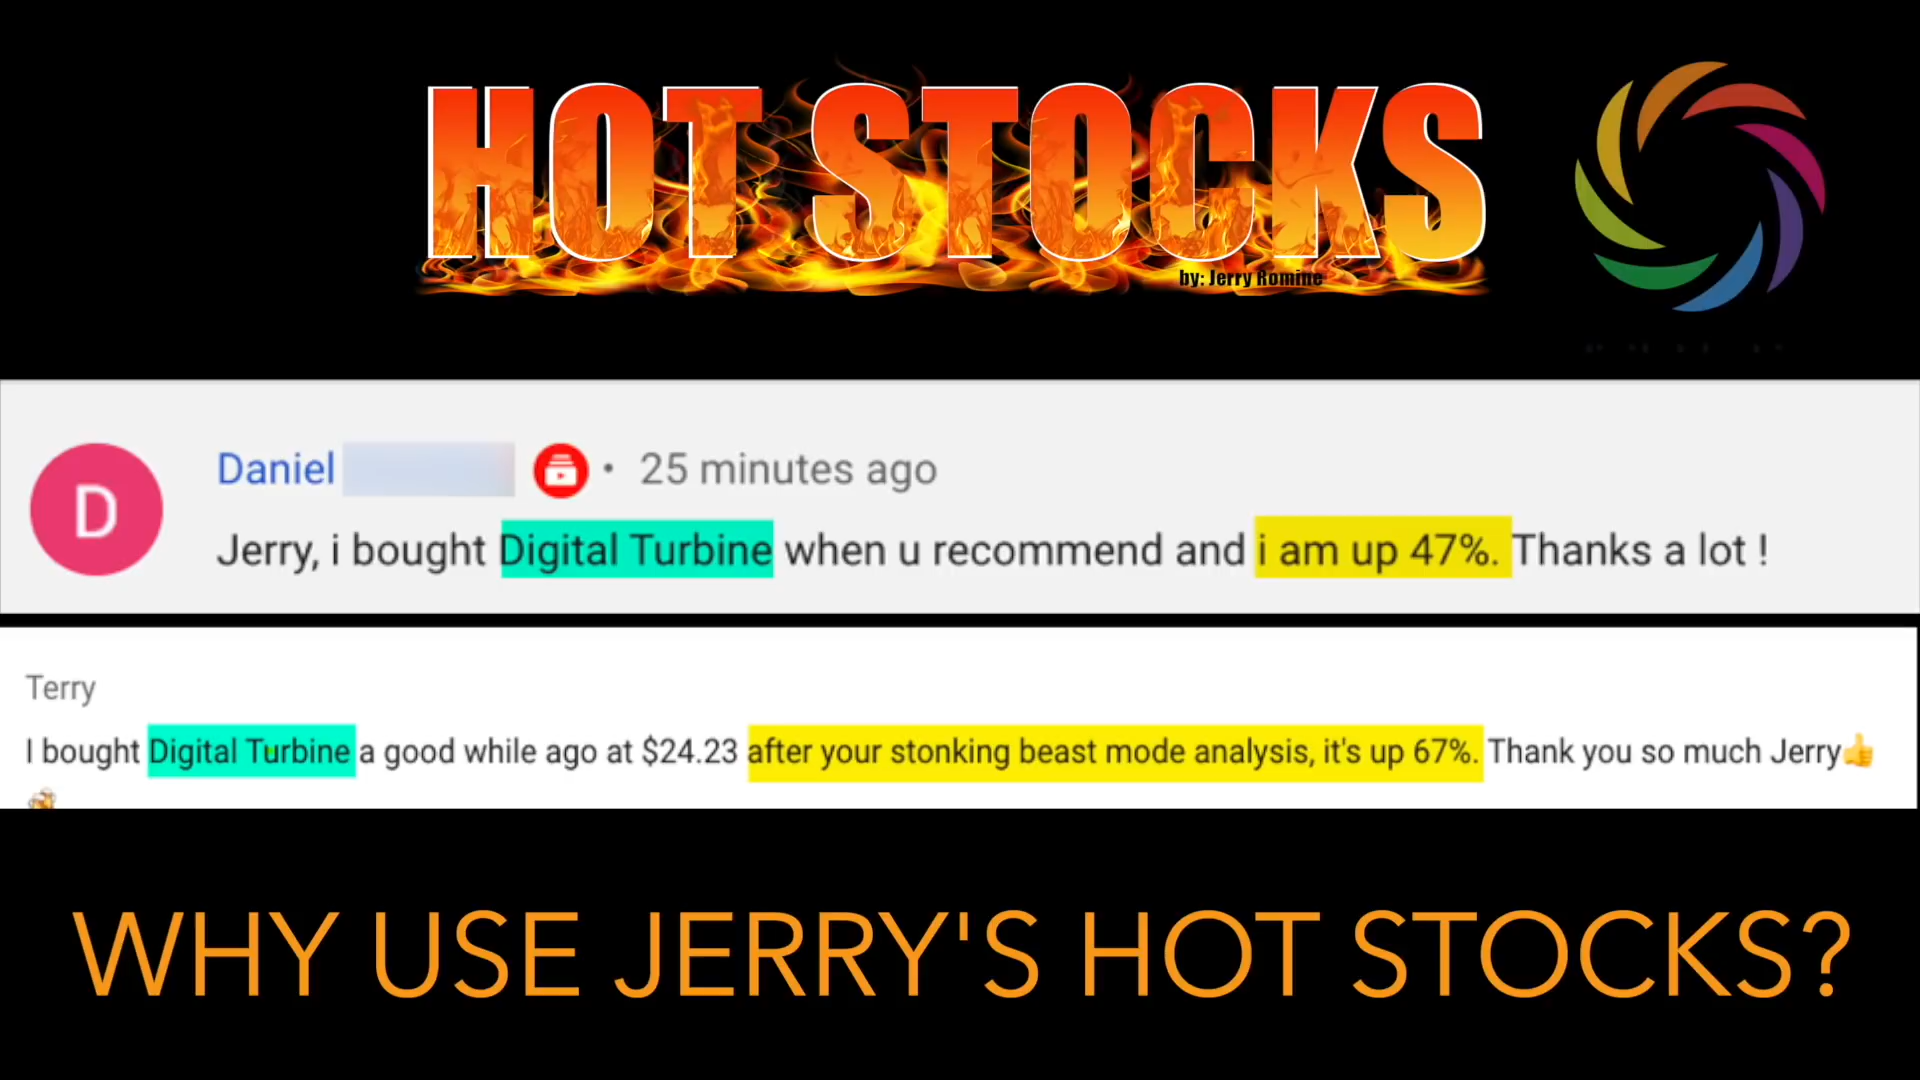 HOT STOCKS
by: Jerry Romine
D
Daniel • 25 minutes ago
Jerry, i bought Digital Turbine when u recommend and i am up 47%. Thanks a lot !
Terry
I bought Digital Turbine a good while ago at $24.23 after your stonking beast mode analysis, it's up 67%. Thank you so much Jerry👍
🍻
WHY USE JERRY'S HOT STOCKS?